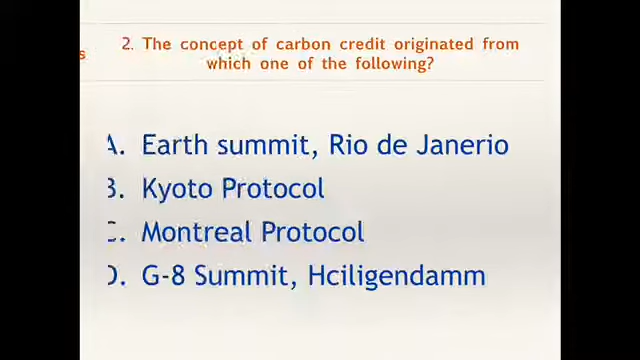 s
2. The concept of carbon credit originated from
which one of the following?
A. Earth summit, Rio de Janerio
B. Kyoto Protocol
C. Montreal Protocol
D. G-8 Summit, Hciligendamm